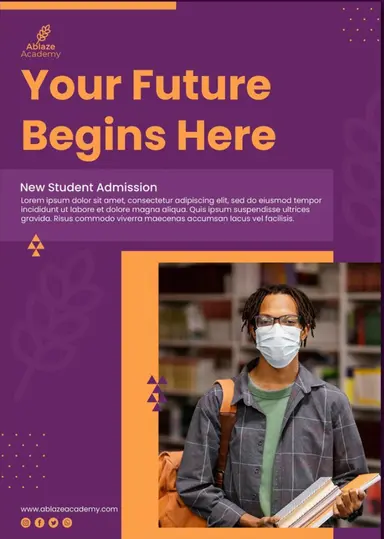 Ablaze
Academy
Your Future
Begins Here
New Student Admission
Lorem ipsum dolor sit amet, consectetur adipiscing elit, sed do eiusmod tempor
incididunt ut labore et dolore magna aliqua. Quis ipsum suspendisse ultrices
gravida. Risus commodo viverra maecenas accumsan lacus vel facilisis.
www.ablazeacademy.com